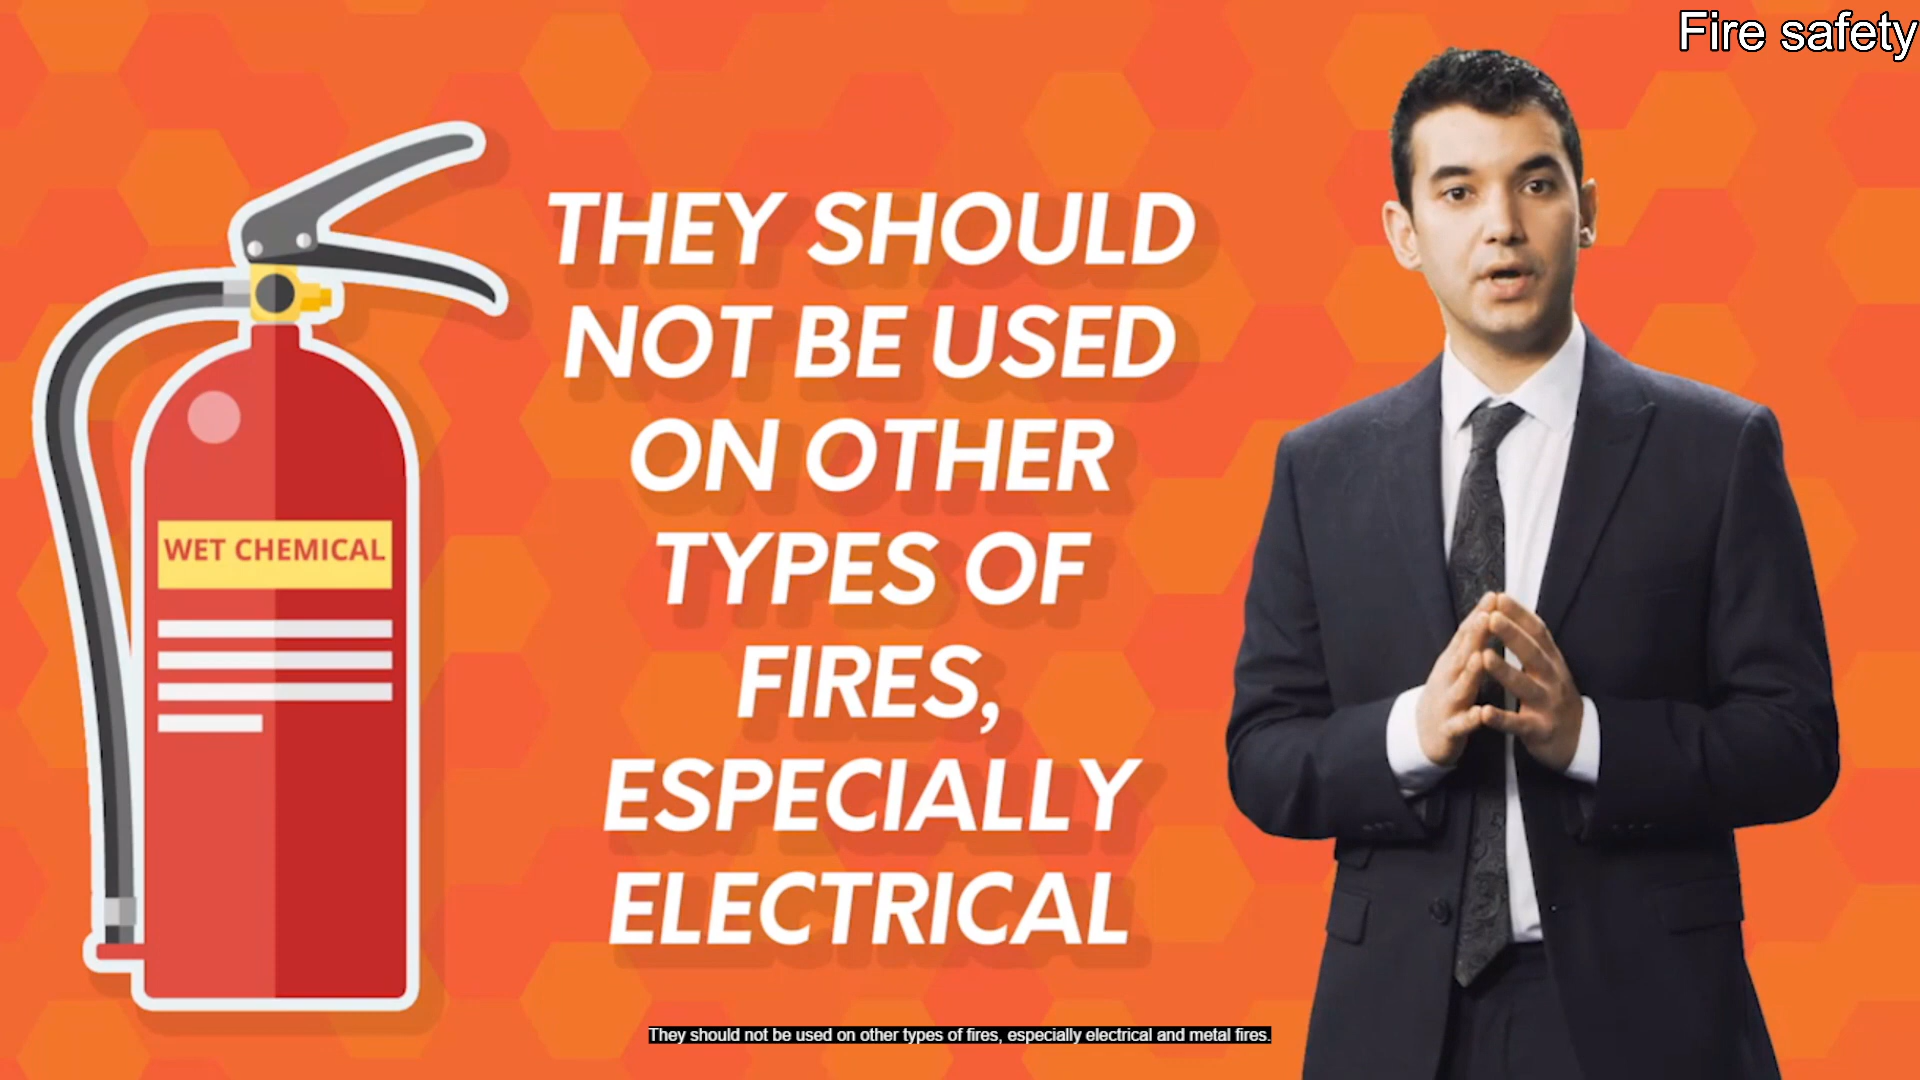 Fire safety
THEY SHOULD
NOT BE USED
ON OTHER
TYPES OF
FIRES,
ESPECIALLY
ELECTRICAL
WET CHEMICAL
They should not be used on other types of fires, especially electrical and metal fires.